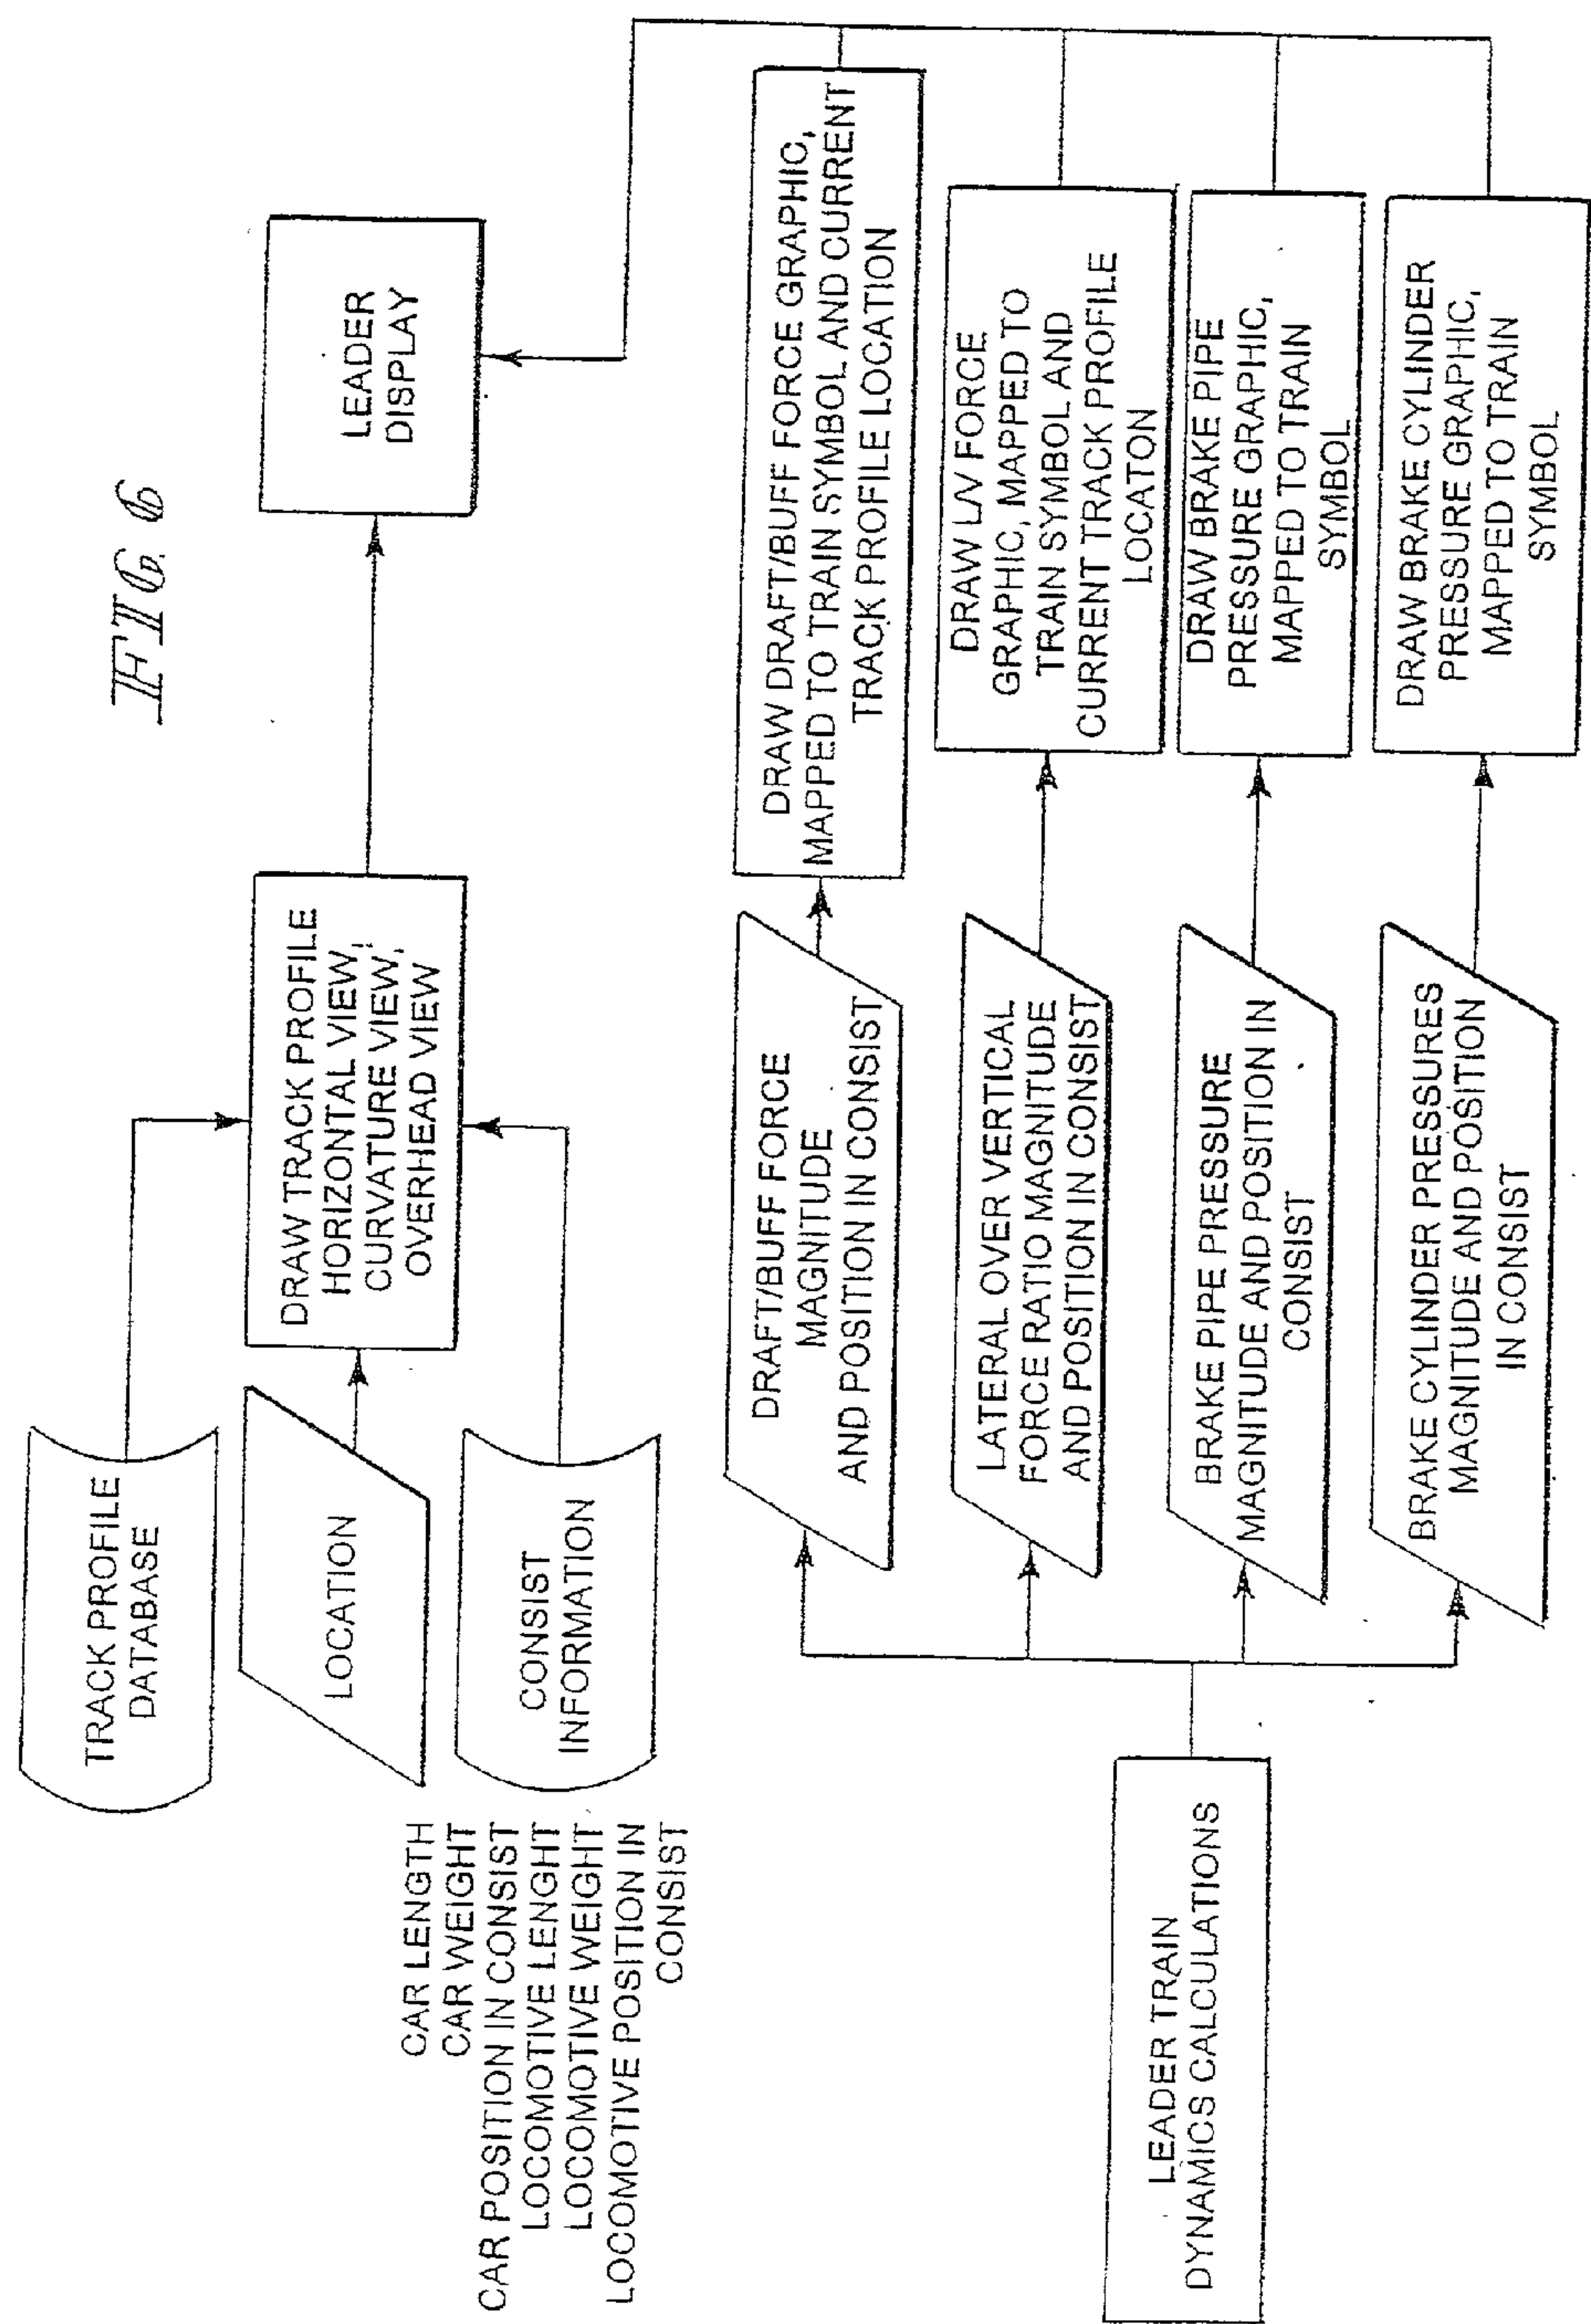 FIG. 6
TRACK PROFILE
DATABASE
LOCATION
CONSIST
INFORMATION
CAR LENGTH
CAR WEIGHT
CAR POSITION IN CONSIST
LOCOMOTIVE LENGHT
LOCOMOTIVE WEIGHT
LOCOMOTIVE POSITION IN
CONSIST
DRAW TRACK PROFILE
HORIZONTAL VIEW,
CURVATURE VIEW,
OVERHEAD VIEW
LEADER
DISPLAY
LEADER TRAIN
DYNAMICS CALCULATIONS
DRAFT/BUFF FORCE
MAGNITUDE
AND POSITION IN CONSIST
LATERAL OVER VERTICAL
FORCE RATIO MAGNITUDE
AND POSITION IN CONSIST
BRAKE PIPE PRESSURE
MAGNITUDE AND POSITION IN
CONSIST
BRAKE CYLINDER PRESSURES
MAGNITUDE AND POSITION
IN CONSIST
DRAW DRAFT/BUFF FORCE GRAPHIC,
MAPPED TO TRAIN SYMBOL AND CURRENT
TRACK PROFILE LOCATION
DRAW L/V FORCE
GRAPHIC, MAPPED TO
TRAIN SYMBOL AND
CURRENT TRACK PROFILE
LOCATON
DRAW BRAKE PIPE
PRESSURE GRAPHIC,
MAPPED TO TRAIN
SYMBOL
DRAW BRAKE CYLINDER
PRESSURE GRAPHIC,
MAPPED TO TRAIN
SYMBOL